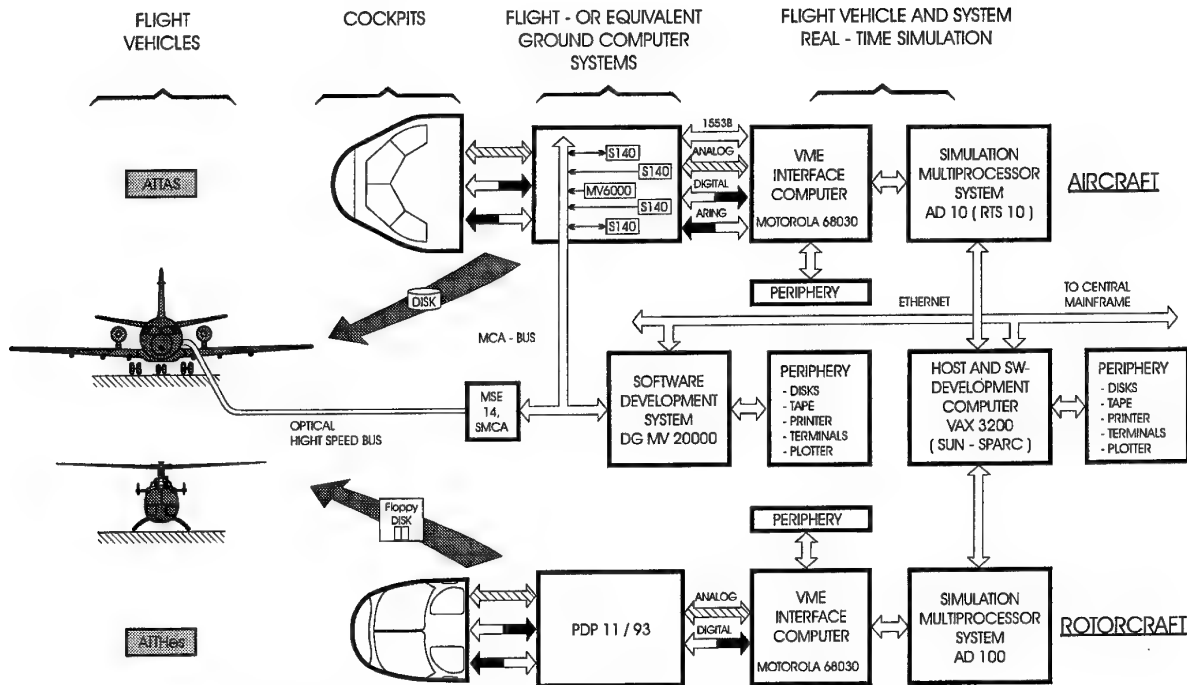 FLIGHT
VEHICLES
COCKPITS
FLIGHT - OR EQUIVALENT
GROUND COMPUTER
SYSTEMS
FLIGHT VEHICLE AND SYSTEM
REAL - TIME SIMULATION
ATTAS
S140
S140
MV6000
S140
S140
1553B
ANALOG
DIGITAL
ARING
VME
INTERFACE
COMPUTER
MOTOROLA 68030
SIMULATION
MULTIPROCESSOR
SYSTEM
AD 10 ( RTS 10 )
AIRCRAFT
DISK
PERIPHERY
ETHERNET
TO CENTRAL
MAINFRAME
MCA - BUS
MSE
14,
SMCA
OPTICAL
HIGHT SPEED BUS
SOFTWARE
DEVELOPMENT
SYSTEM
DG MV 20000
PERIPHERY
- DISKS
- TAPE
- PRINTER
- TERMINALS
- PLOTTER
HOST AND SW-
DEVELOPMENT
COMPUTER
VAX 3200
( SUN - SPARC )
PERIPHERY
- DISKS
- TAPE
- PRINTER
- TERMINALS
- PLOTTER
Floppy
DISK
PERIPHERY
ATTHes
PDP 11 / 93
ANALOG
DIGITAL
VME
INTERFACE
COMPUTER
MOTOROLA 68030
SIMULATION
MULTIPROCESSOR
SYSTEM
AD 100
ROTORCRAFT